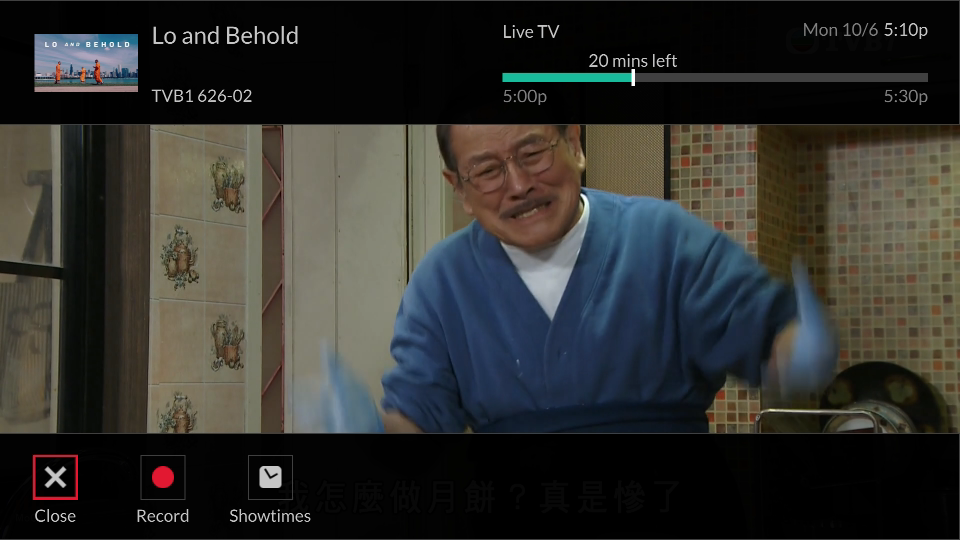 LO AND BEHOLD
Lo and Behold
TVB1 626-02
Live TV
Mon 10/6 5:10p
20 mins left
5:00p
5:30p
我怎麼做月餅？真是慘了
Close
Record
Showtimes